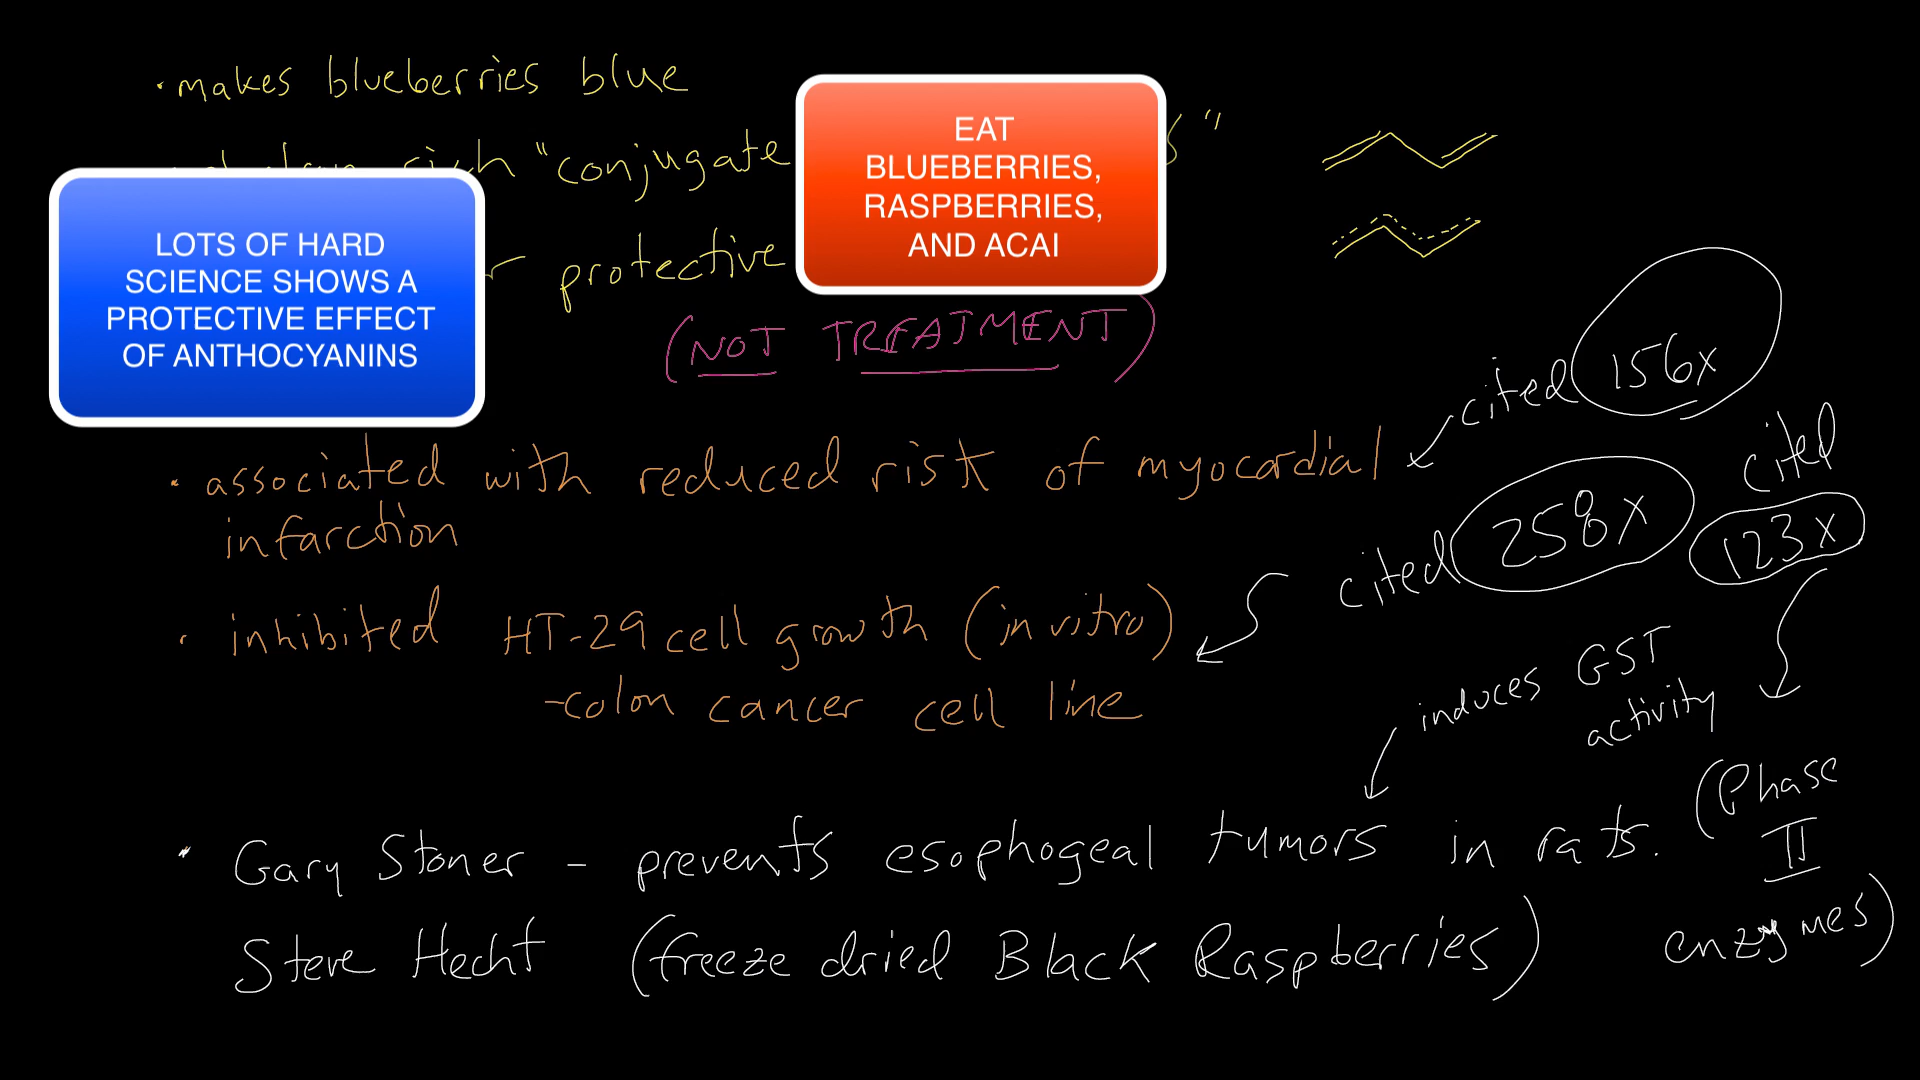 • makes blueberries blue
rich "conjugate
"
protective
(NOT TREATMENT)
EAT
BLUEBERRIES,
RASPBERRIES,
AND ACAI
LOTS OF HARD
SCIENCE SHOWS A
PROTECTIVE EFFECT
OF ANTHOCYANINS
• associated with reduced risk of myocardial
infarction
cited 156x
• inhibited HT-29 cell growth (in vitro)
-colon cancer cell line
cited 258x
cited
123x
induces GST
activity
(Phase
II
enzymes)
• Gary Stoner - prevents esophogeal tumors in rats.
Steve Hecht (freeze dried Black Raspberries)